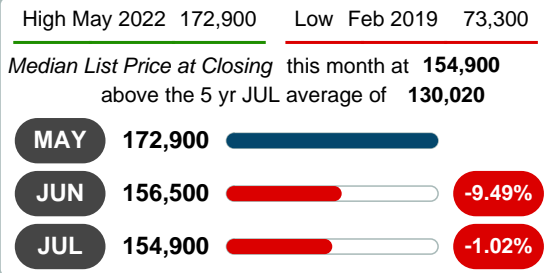 High May 2022 172,900 Low Feb 2019 73,300
Median List Price at Closing this month at 154,900
above the 5 yr JUL average of 130,020
MAY 172,900
JUN 156,500 -9.49%
JUL 154,900 -1.02%